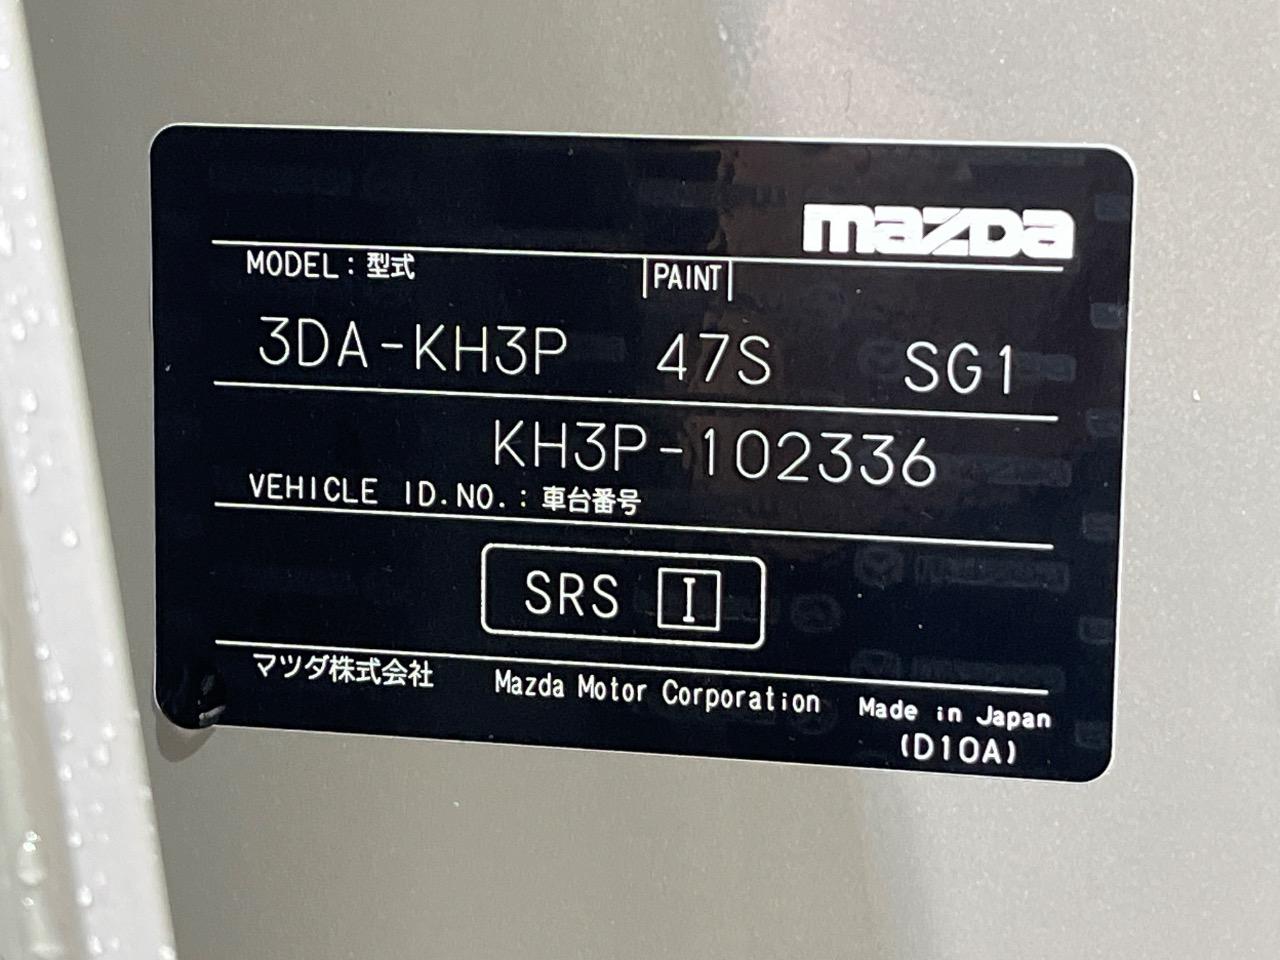 mazda
MODEL：型式 PAINT
3DA-KH3P 47S SG1
KH3P-102336
VEHICLE ID.NO.：車台番号
SRS I
マツダ株式会社 Mazda Motor Corporation Made in Japan
(D10A)